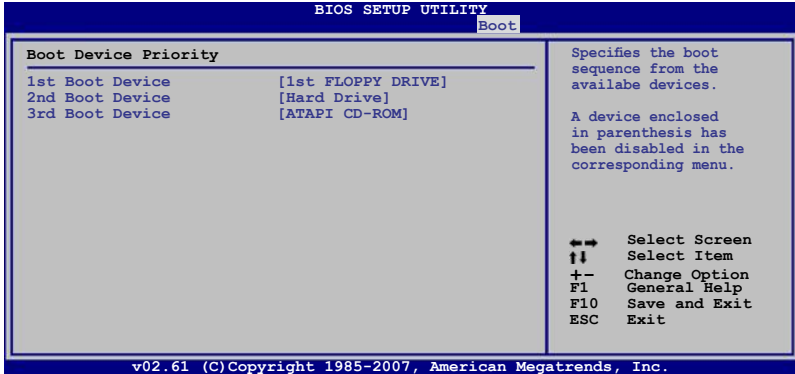 BIOS SETUP UTILITY
Boot
Boot Device Priority
1st Boot Device [1st FLOPPY DRIVE]
2nd Boot Device [Hard Drive]
3rd Boot Device [ATAPI CD-ROM]
Specifies the boot
sequence from the
availabe devices.
A device enclosed
in parenthesis has
been disabled in the
corresponding menu.
←→ Select Screen
↑↓ Select Item
+- Change Option
F1 General Help
F10 Save and Exit
ESC Exit
v02.61 (C)Copyright 1985-2007, American Megatrends, Inc.